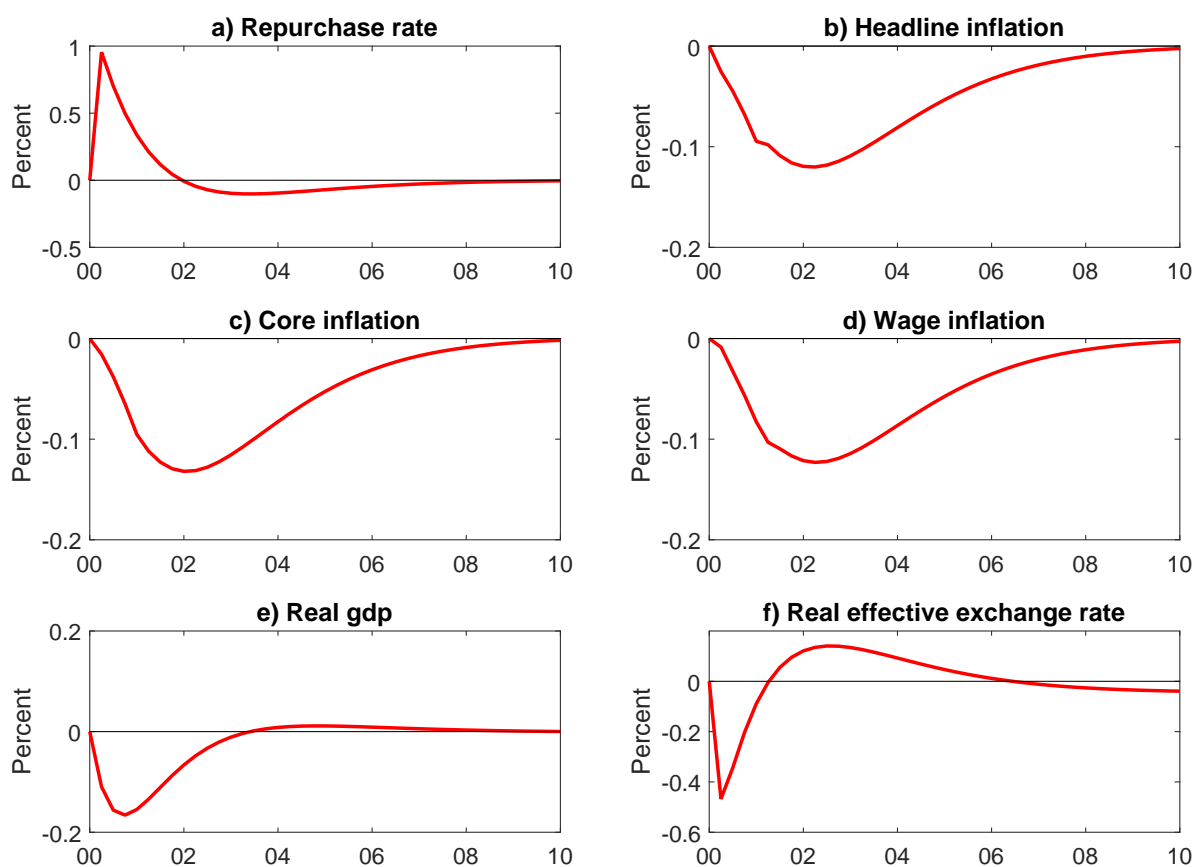 a) Repurchase rate
Percent
1
0.5
0
-0.5
00 02 04 06 08 10
b) Headline inflation
Percent
0
-0.1
-0.2
00 02 04 06 08 10
c) Core inflation
Percent
0
-0.1
-0.2
00 02 04 06 08 10
d) Wage inflation
Percent
0
-0.1
-0.2
00 02 04 06 08 10
e) Real gdp
Percent
0.2
0
-0.2
00 02 04 06 08 10
f) Real effective exchange rate
Percent
0
-0.2
-0.4
-0.6
00 02 04 06 08 10